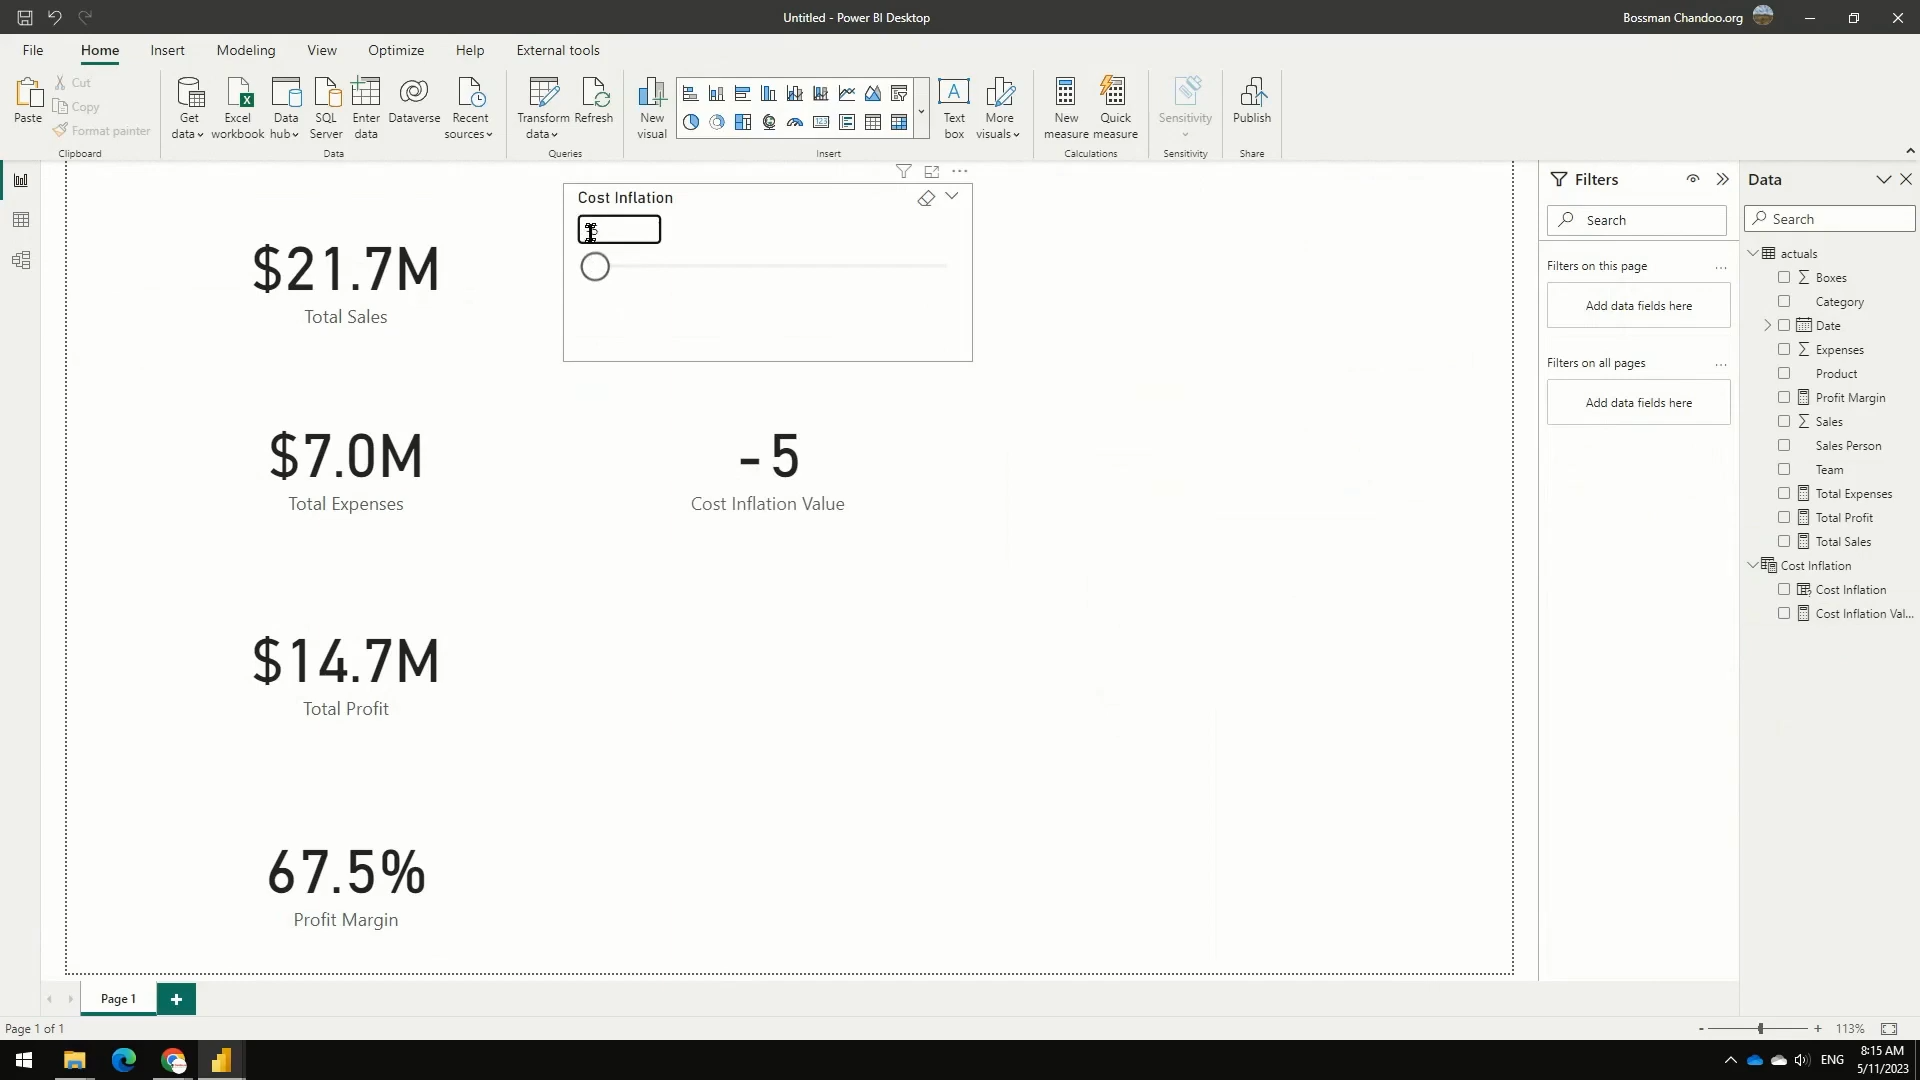 Untitled - Power BI Desktop
Bossman Chandoo.org
File
Home
Insert
Modeling
View
Optimize
Help
External tools
Paste
Cut
Copy
Format painter
Clipboard
Get data
Excel workbook
Data hub
SQL Server
Enter data
Dataverse
Recent sources
Data
Transform data
Refresh
Queries
New visual
Insert
Text box
More visuals
New measure
Quick measure
Calculations
Sensitivity
Sensitivity
Publish
Share
$21.7M
Total Sales
Cost Inflation
$7.0M
Total Expenses
-5
Cost Inflation Value
$14.7M
Total Profit
67.5%
Profit Margin
Filters
Search
Filters on this page
...
Add data fields here
Filters on all pages
...
Add data fields here
Data
Search
actuals
Boxes
Category
Date
Expenses
Product
Profit Margin
Sales
Sales Person
Team
Total Expenses
Total Profit
Total Sales
Cost Inflation
Cost Inflation
Cost Inflation Val...
Page 1
Page 1 of 1
- + 113%
ENG
8:15 AM
5/11/2023